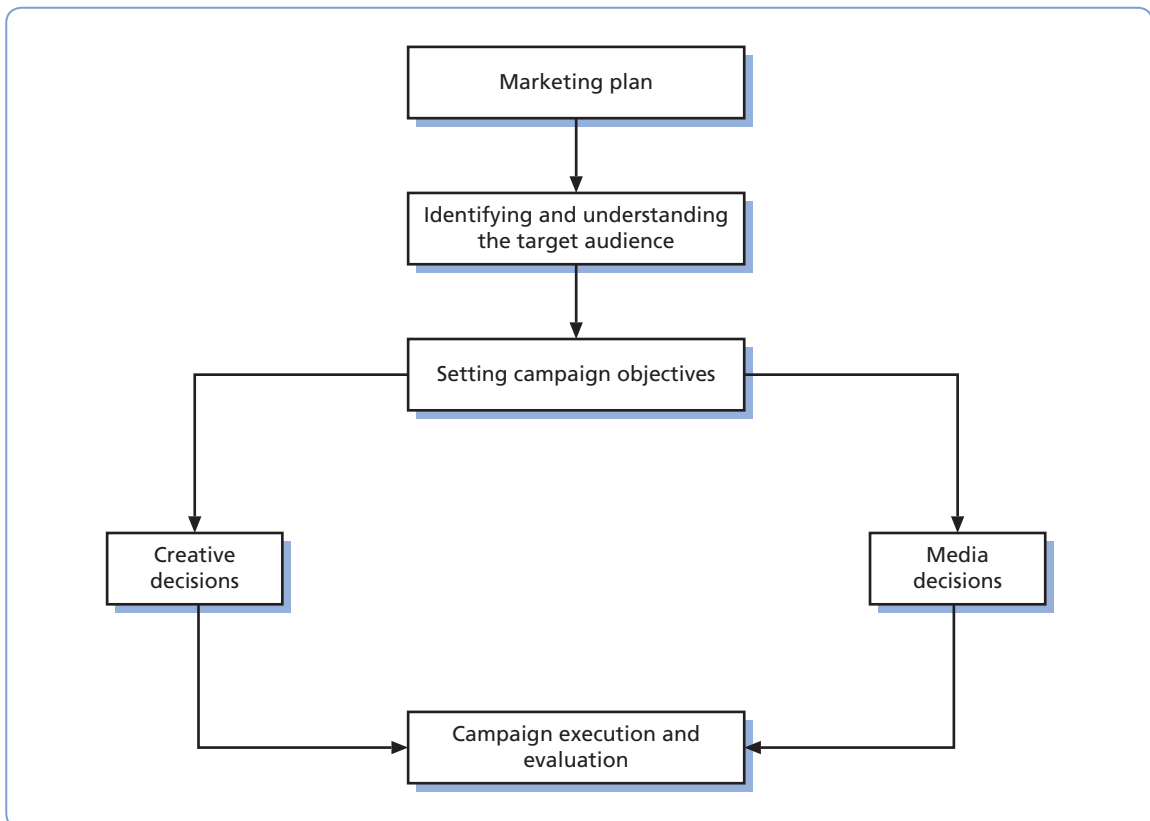 Marketing plan
Identifying and understanding
the target audience
Setting campaign objectives
Creative
decisions
Media
decisions
Campaign execution and
evaluation